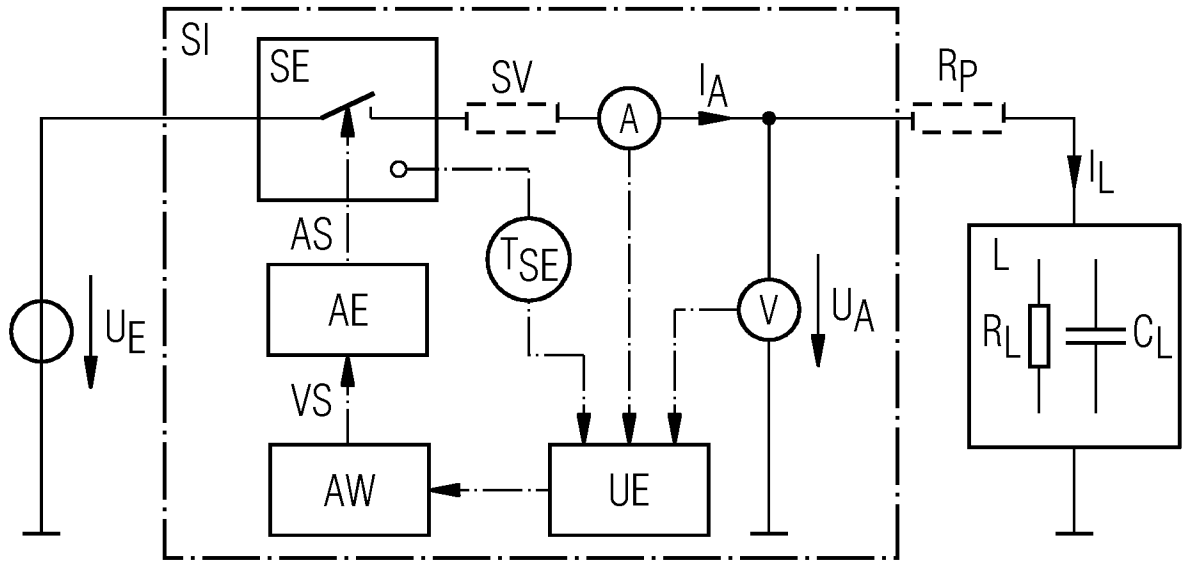 SI
SE
SV
A
I_A
R_P
I_L
AS
T_SE
L
AE
U_E
V
U_A
R_L
C_L
VS
AW
UE